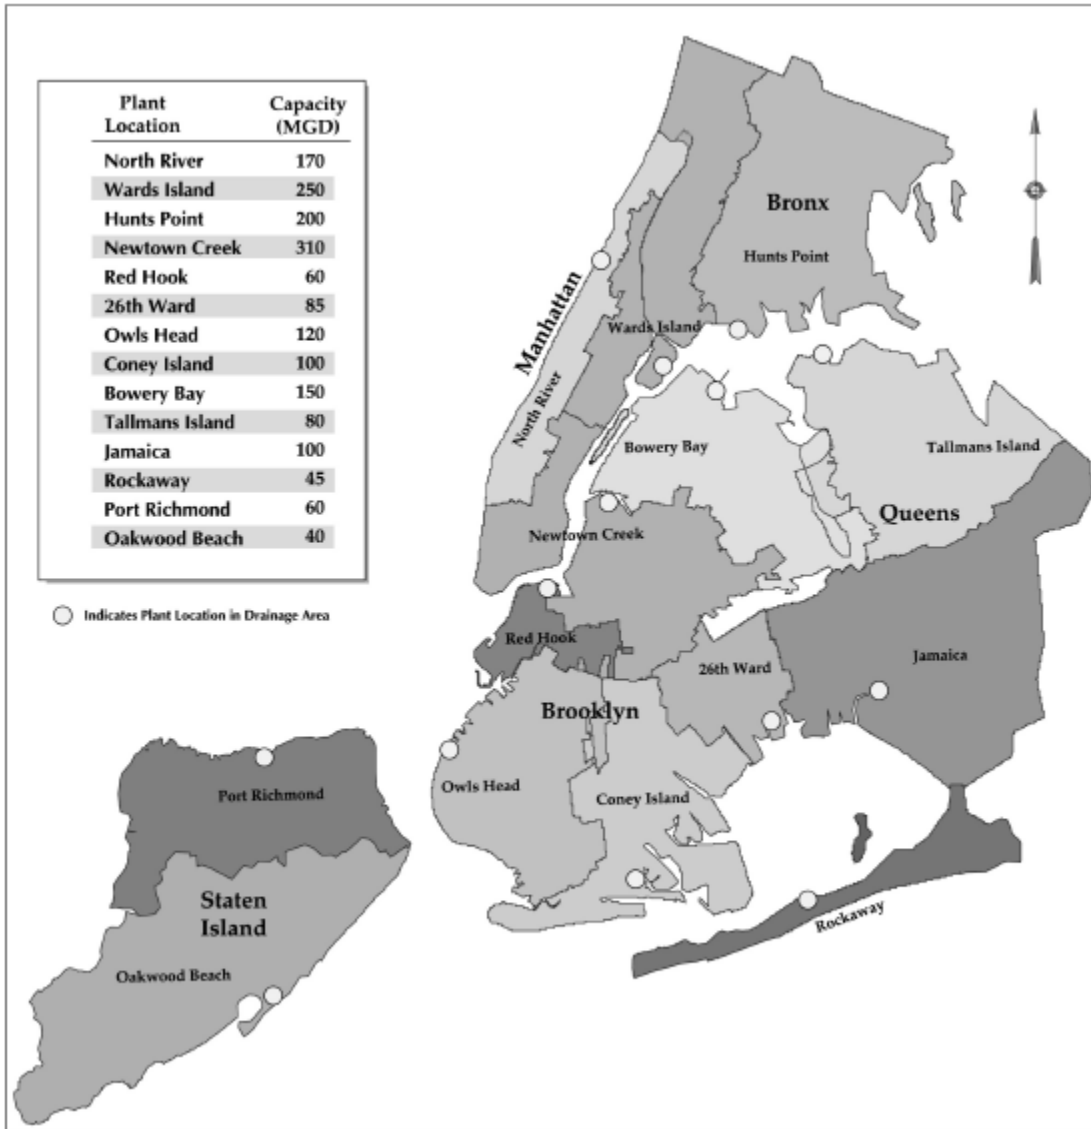 Plant Location
Capacity (MGD)
North River 170
Wards Island 250
Hunts Point 200
Newtown Creek 310
Red Hook 60
26th Ward 85
Owls Head 120
Coney Island 100
Bowery Bay 150
Tallmans Island 80
Jamaica 100
Rockaway 45
Port Richmond 60
Oakwood Beach 40
Indicates Plant Location in Drainage Area
Bronx
Hunts Point
Manhattan
Wards Island
North River
Bowery Bay
Tallmans Island
Queens
Newtown Creek
Red Hook
26th Ward
Jamaica
Brooklyn
Owls Head
Coney Island
Port Richmond
Staten
Island
Rockaway
Oakwood Beach